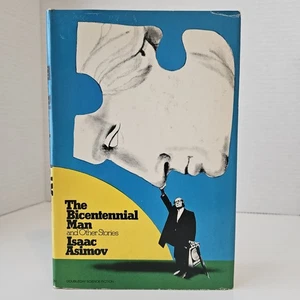 The
Bicentennial
Man
and Other Stories
Isaac
Asimov